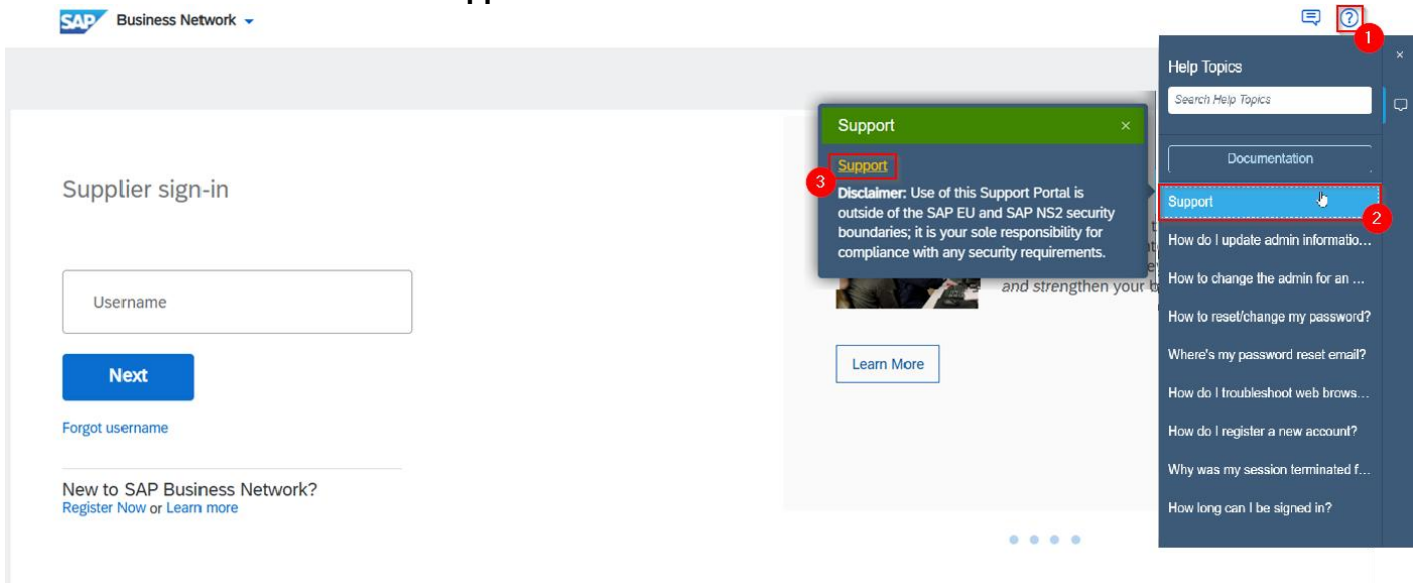 SAP Business Network
1
Help Topics
Search Help Topics
Documentation
Support
2
How do I update admin informatio...
How to change the admin for an ...
How to reset/change my password?
Where's my password reset email?
How do I troubleshoot web brows...
How do I register a new account?
Why was my session terminated f...
How long can I be signed in?
Support
Support
3
Disclaimer: Use of this Support Portal is
outside of the SAP EU and SAP NS2 security
boundaries; it is your sole responsibility for
compliance with any security requirements.
and strengthen your b
Learn More
Supplier sign-in
Username
Next
Forgot username
New to SAP Business Network?
Register Now or Learn more